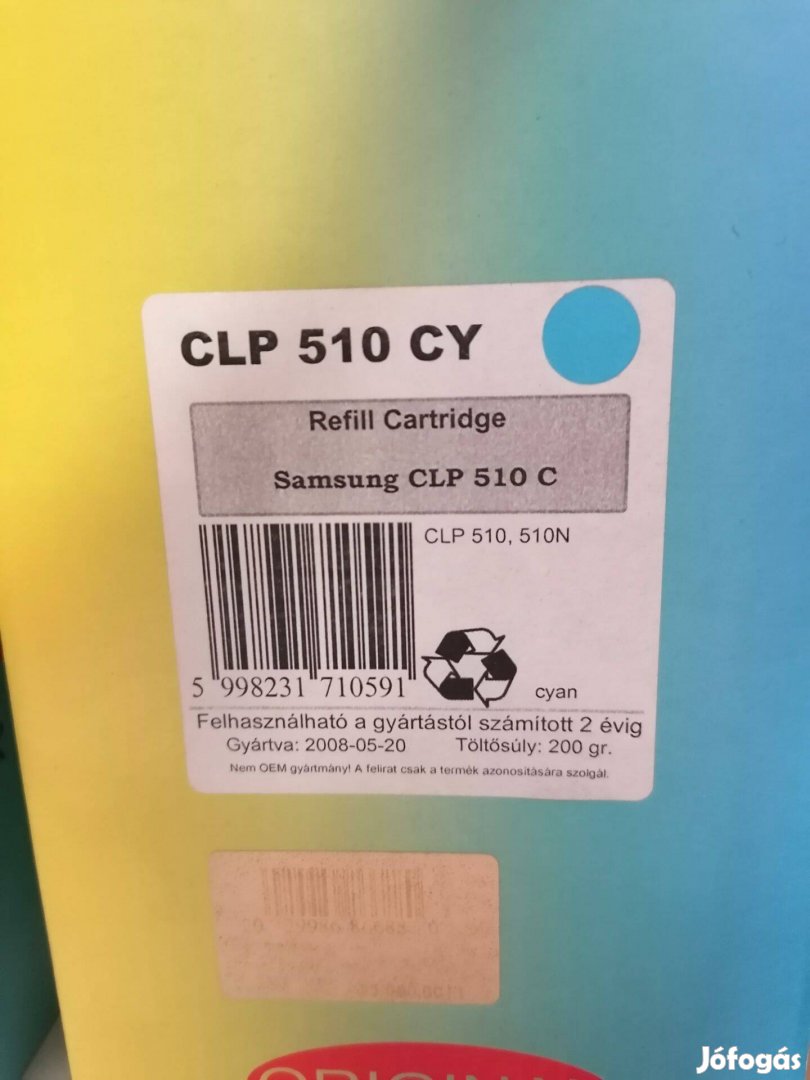 CLP 510 CY
Refill Cartridge
Samsung CLP 510 C
CLP 510, 510N
5 998231 710591
cyan
Felhasználható a gyártástól számított 2 évig
Gyártva: 2008-05-20 Töltősúly: 200 gr.
Nem OEM gyártmány! A felirat csak a termék azonosítására szolgál.
Jófogás